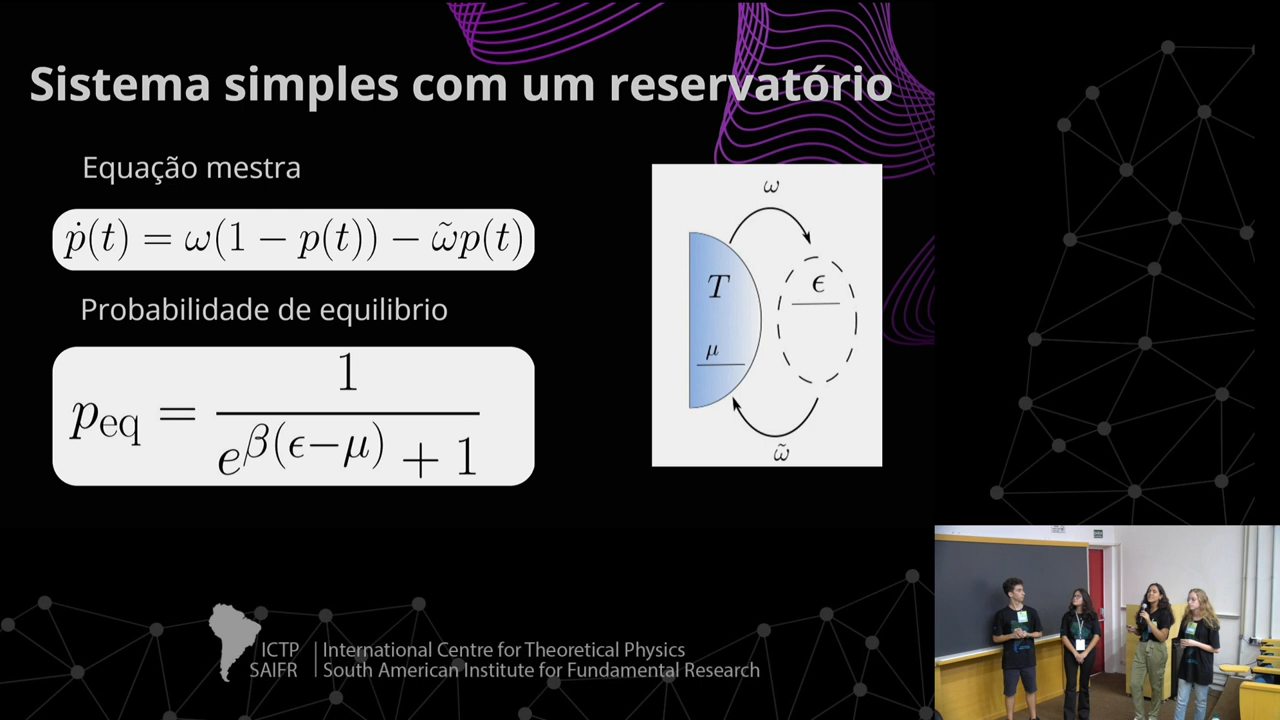 Sistema simples com um reservatório
Equação mestra
ṗ(t) = ω(1 − p(t)) − ω̃p(t)
Probabilidade de equilibrio
p_eq = 1 / (e^{β(ϵ−μ)} + 1)
ω
T
ϵ
μ
ω̃
ICTP | International Centre for Theoretical Physics
SAIFR | South American Institute for Fundamental Research